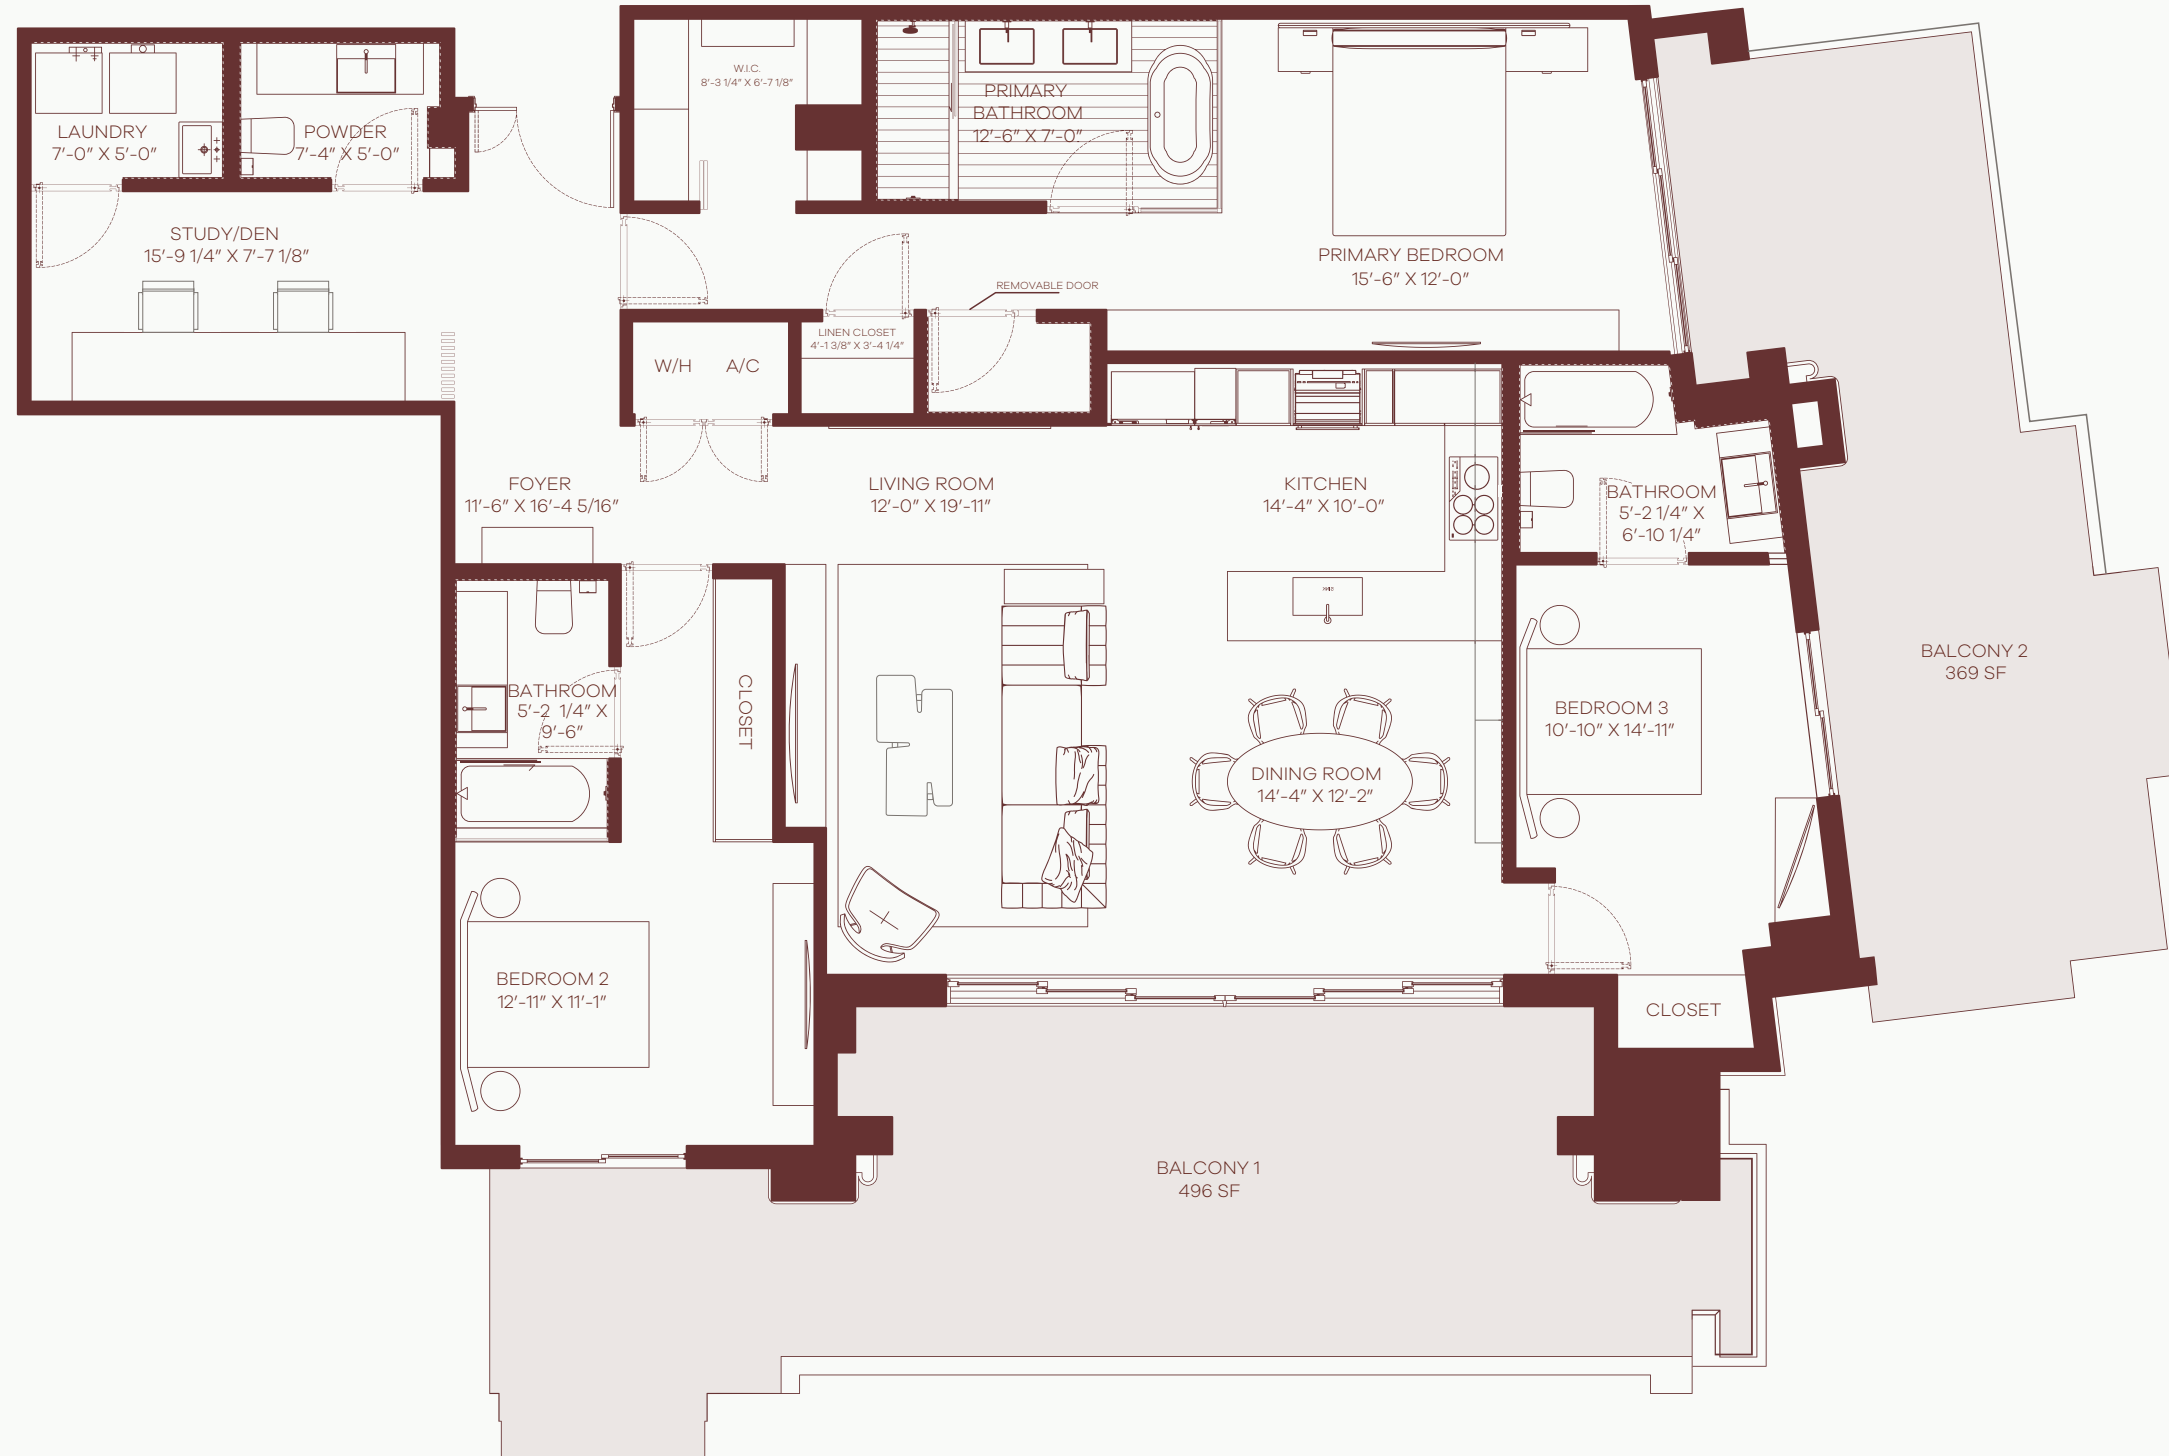 W.I.C.
8'-3 1/4" X 6'-7 1/8"
PRIMARY
BATHROOM
12'-6" X 7'-0"
LAUNDRY
7'-0" X 5'-0"
POWDER
7'-4" X 5'-0"
STUDY/DEN
15'-9 1/4" X 7'-7 1/8"
PRIMARY BEDROOM
15'-6" X 12'-0"
REMOVABLE DOOR
LINEN CLOSET
4'-1 3/8" X 3'-4 1/4"
W/H
A/C
FOYER
11'-6" X 16'-4 5/16"
LIVING ROOM
12'-0" X 19'-11"
KITCHEN
14'-4" X 10'-0"
BATHROOM
5'-2 1/4" X
6'-10 1/4"
BALCONY 2
369 SF
BATHROOM
5'-2 1/4" X
9'-6"
CLOSET
BEDROOM 3
10'-10" X 14'-11"
DINING ROOM
14'-4" X 12'-2"
BEDROOM 2
12'-11" X 11'-1"
CLOSET
BALCONY 1
496 SF